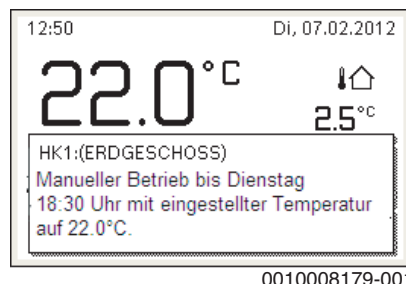 12:50 Di, 07.02.2012
22.0°C
2.5°C
HK1:(ERDGESCHOSS)
Manueller Betrieb bis Dienstag
18:30 Uhr mit eingestellter Temperatur
auf 22.0°C.
0010008179-001